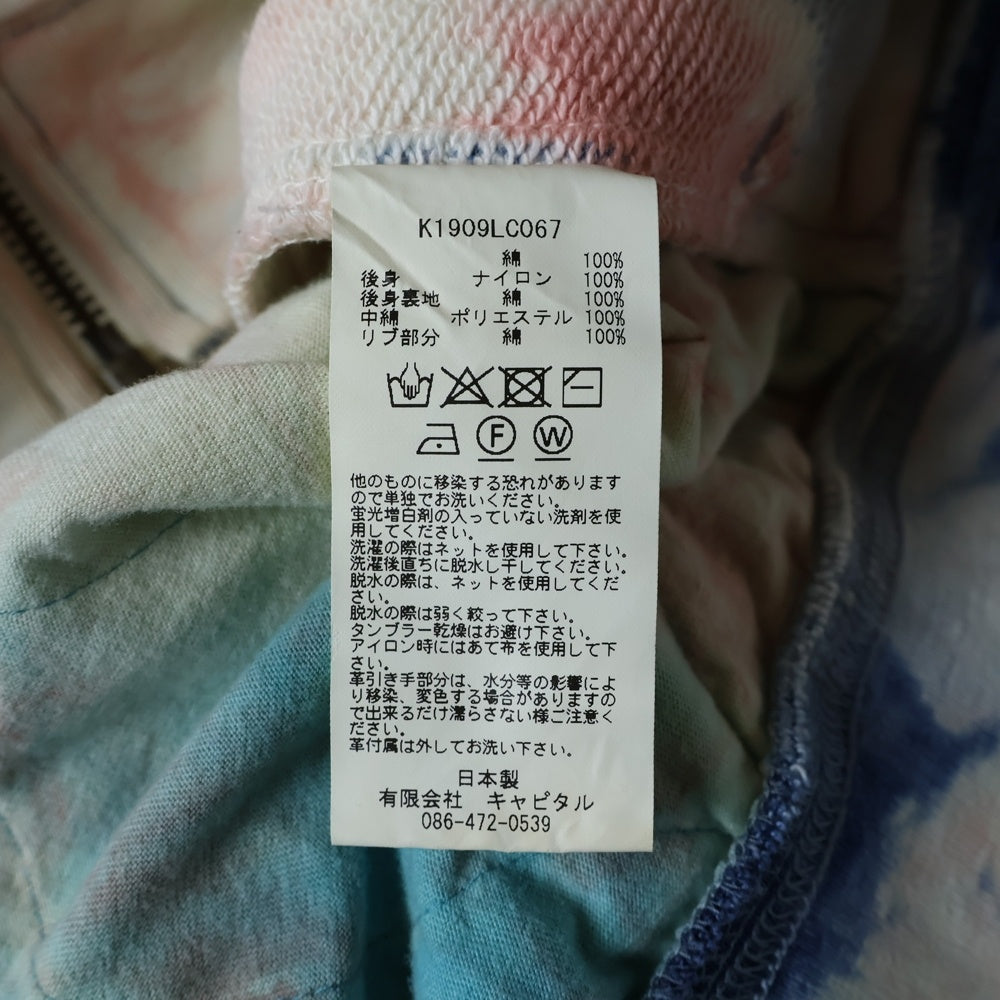 K1909LC067
綿 100%
後身 ナイロン 100%
後身裏地 綿 100%
中綿 ポリエステル 100%
リブ部分 綿 100%
F W
他のものに移染する恐れがあります
ので単独でお洗いください。
蛍光増白剤の入っていない洗剤を使
用してください。
洗濯の際はネットを使用して下さい。
洗濯後直ちに脱水し干してください。
脱水の際は、ネットを使用してくだ
さい。
脱水の際は弱く絞って下さい。
タンブラー乾燥はお避け下さい。
アイロン時にはあて布を使用して下
さい。
革引き手部分は、水分等の影響によ
り移染、変色する場合がありますの
で出来るだけ濡らさない様ご注意く
ださい。
革付属は外してお洗い下さい。
日本製
有限会社 キャピタル
086-472-0539